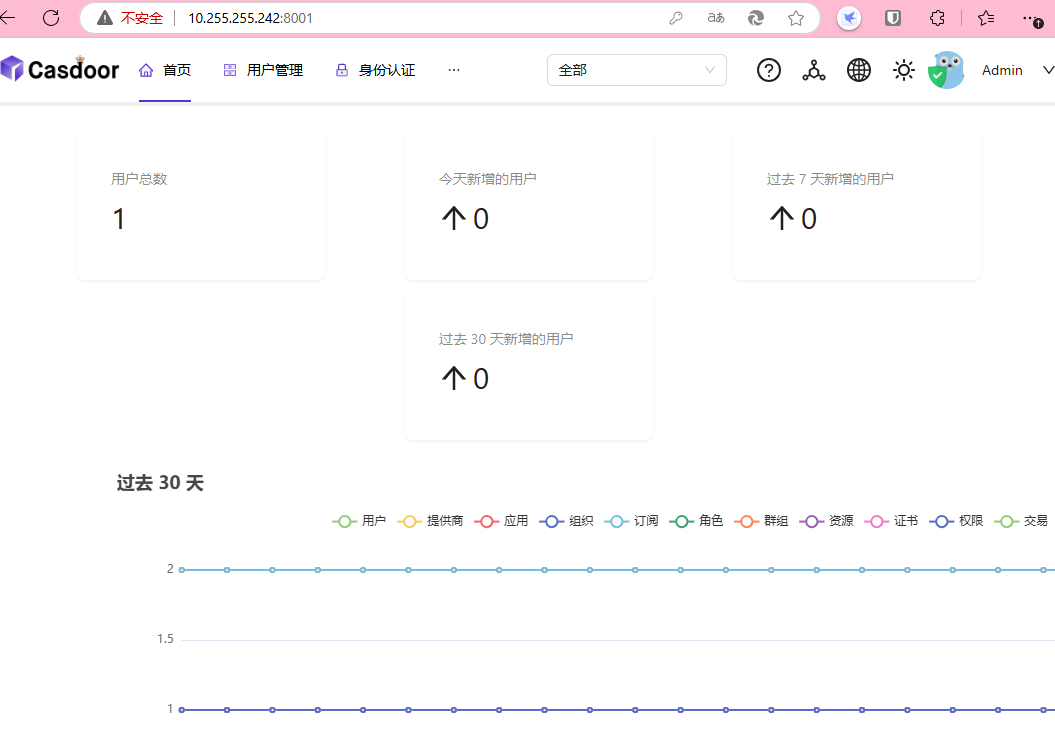 不安全 10.255.255.242:8001 aあ
Casdoor 首页 用户管理 身份认证 ··· 全部 Admin
用户总数 今天新增的用户 过去 7 天新增的用户
1 ↑ 0 ↑ 0
过去 30 天新增的用户
↑ 0
过去 30 天
用户 提供商 应用 组织 订阅 角色 群组 资源 证书 权限 交易
2
1.5
1